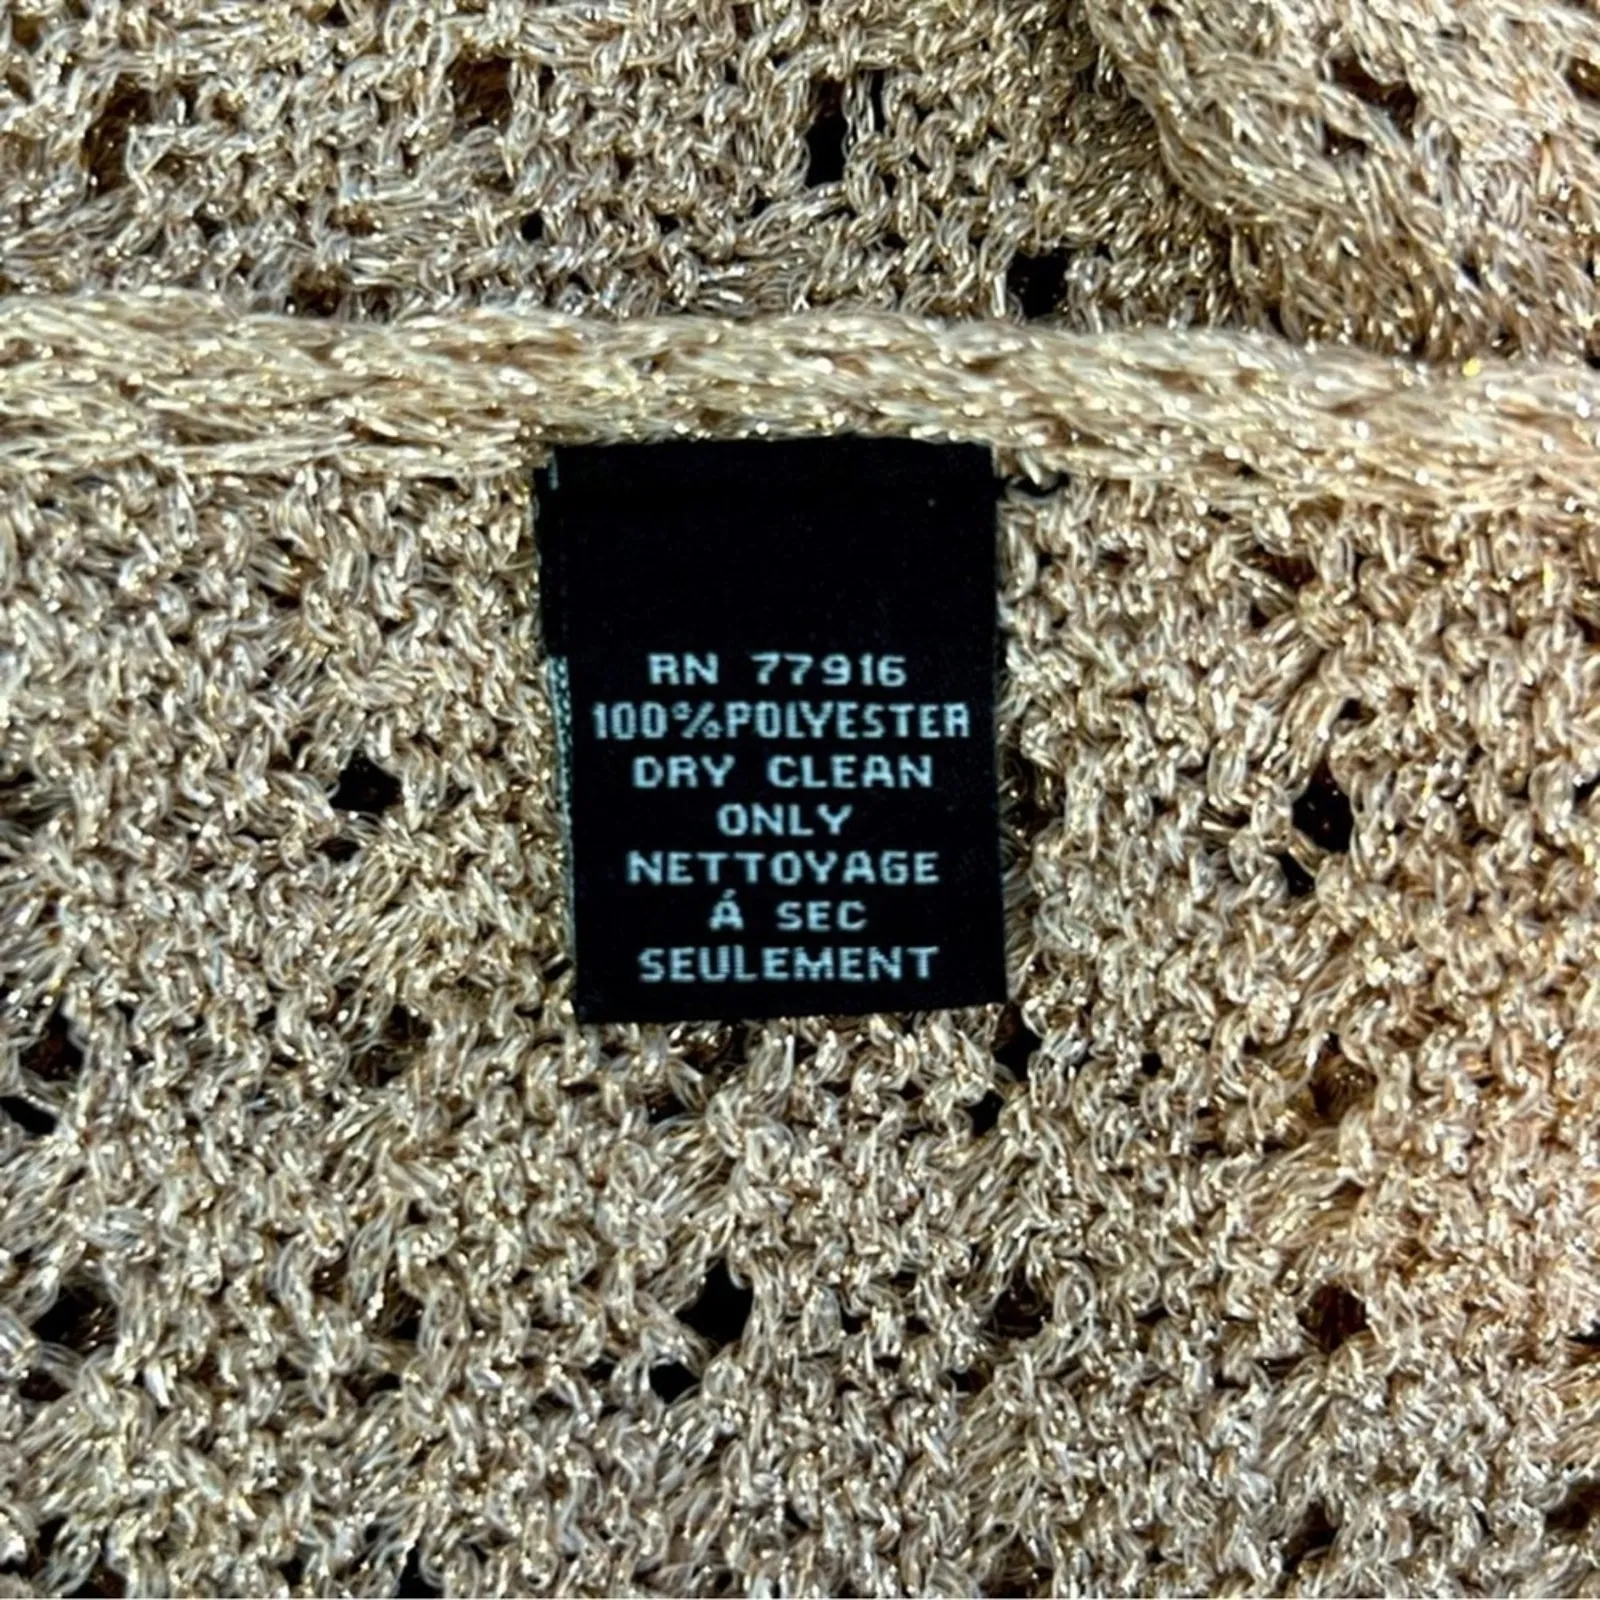 RN 77916
100%POLYESTER
DRY CLEAN
ONLY
NETTOYAGE
Á SEC
SEULEMENT